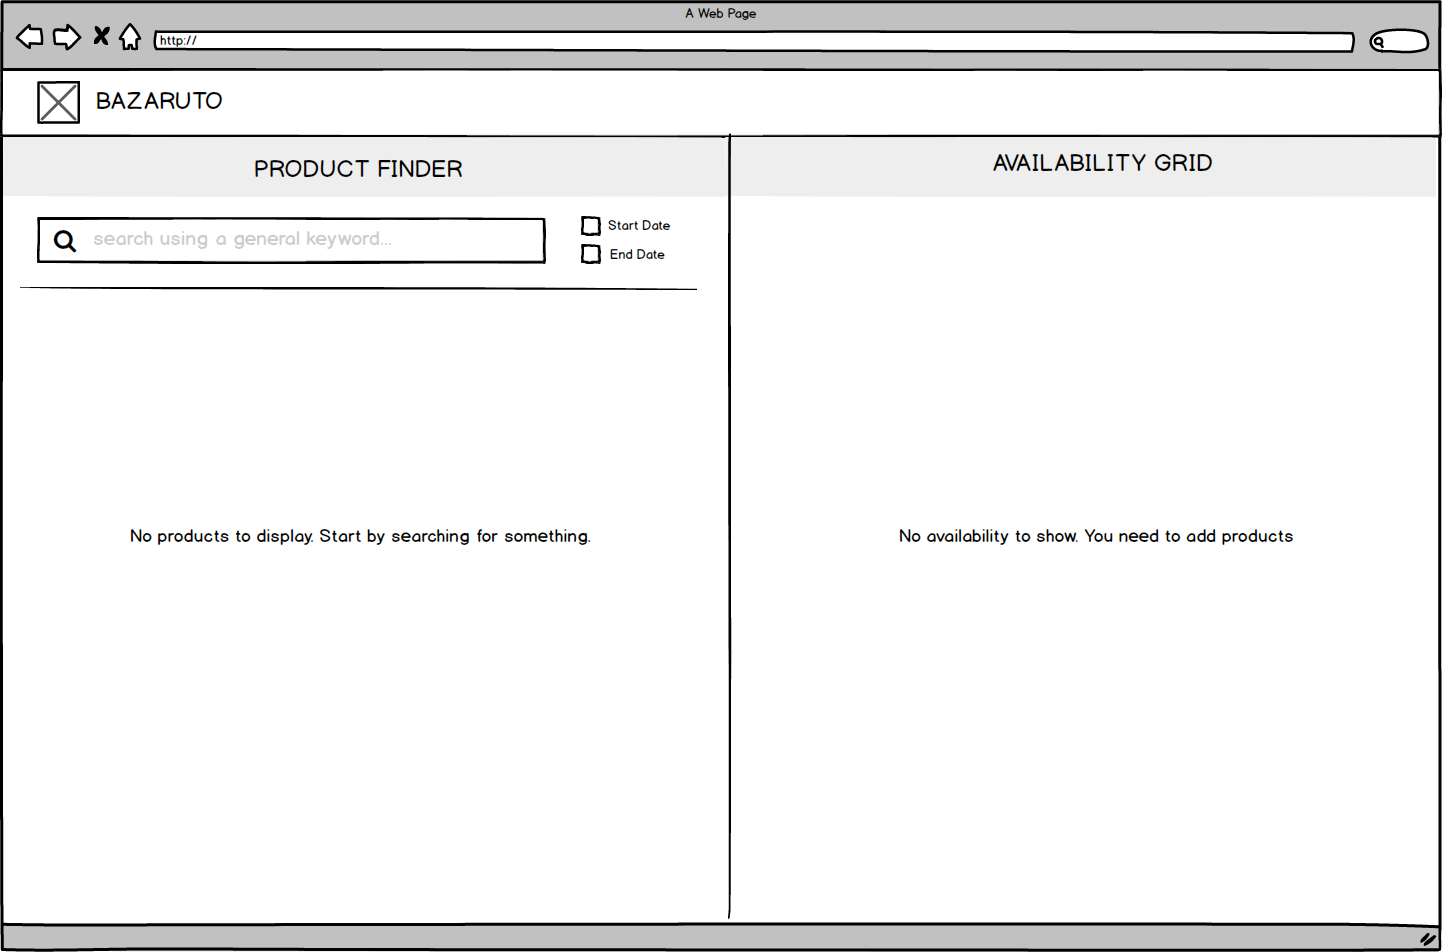 A Web Page
http://
BAZARUTO
PRODUCT FINDER
search using a general keyword...
Start Date
End Date
No products to display. Start by searching for something.
AVAILABILITY GRID
No availability to show. You need to add products